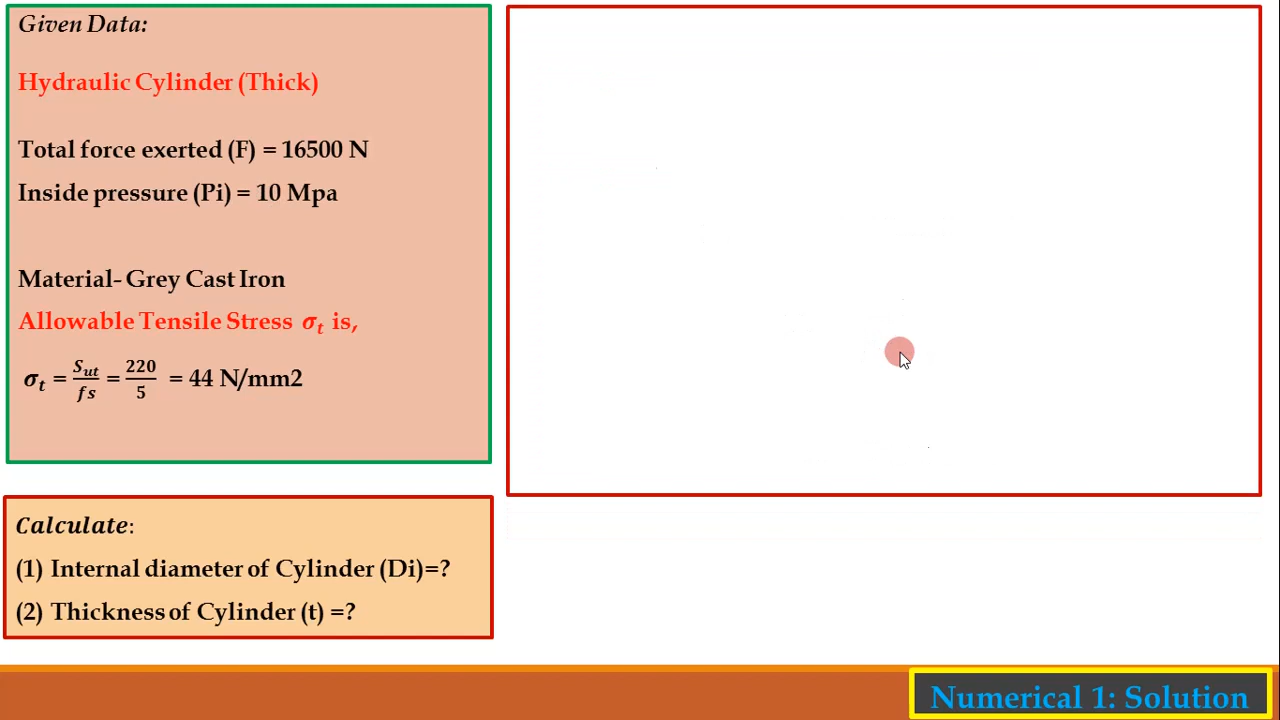 Given Data:
Hydraulic Cylinder (Thick)
Total force exerted (F) = 16500 N
Inside pressure (Pi) = 10 Mpa
Material- Grey Cast Iron
Allowable Tensile Stress σt is,
σt = Sut/fs = 220/5 = 44 N/mm2
Calculate:
(1) Internal diameter of Cylinder (Di)=?
(2) Thickness of Cylinder (t) =?
Numerical 1: Solution